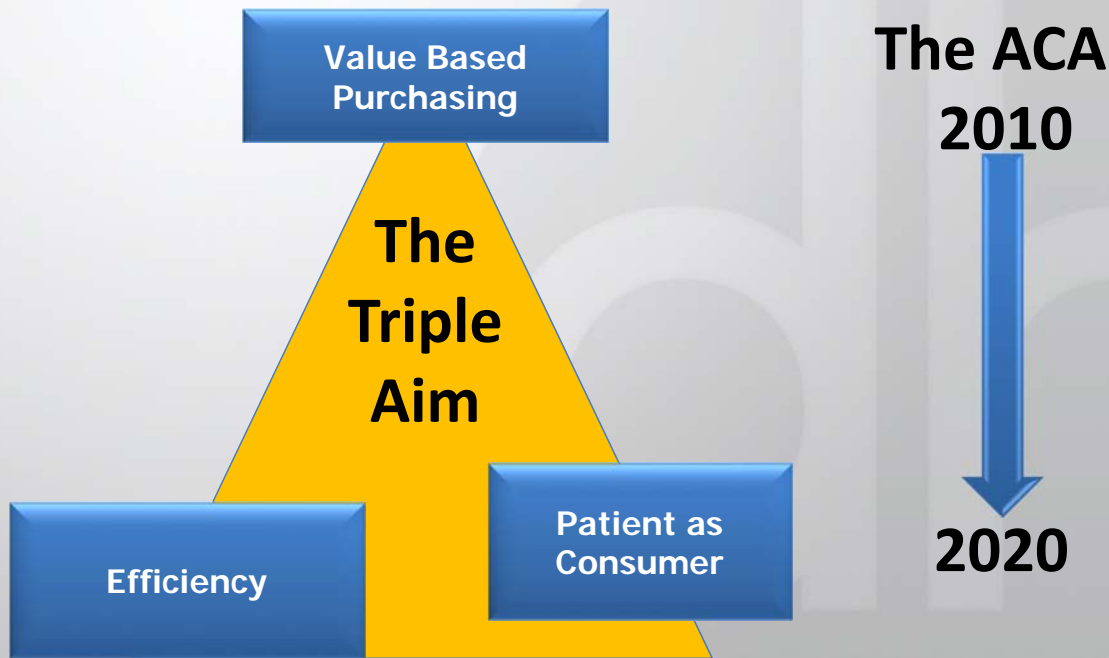 Value Based
Purchasing
The ACA
2010
The
Triple
Aim
Efficiency
Patient as
Consumer
2020